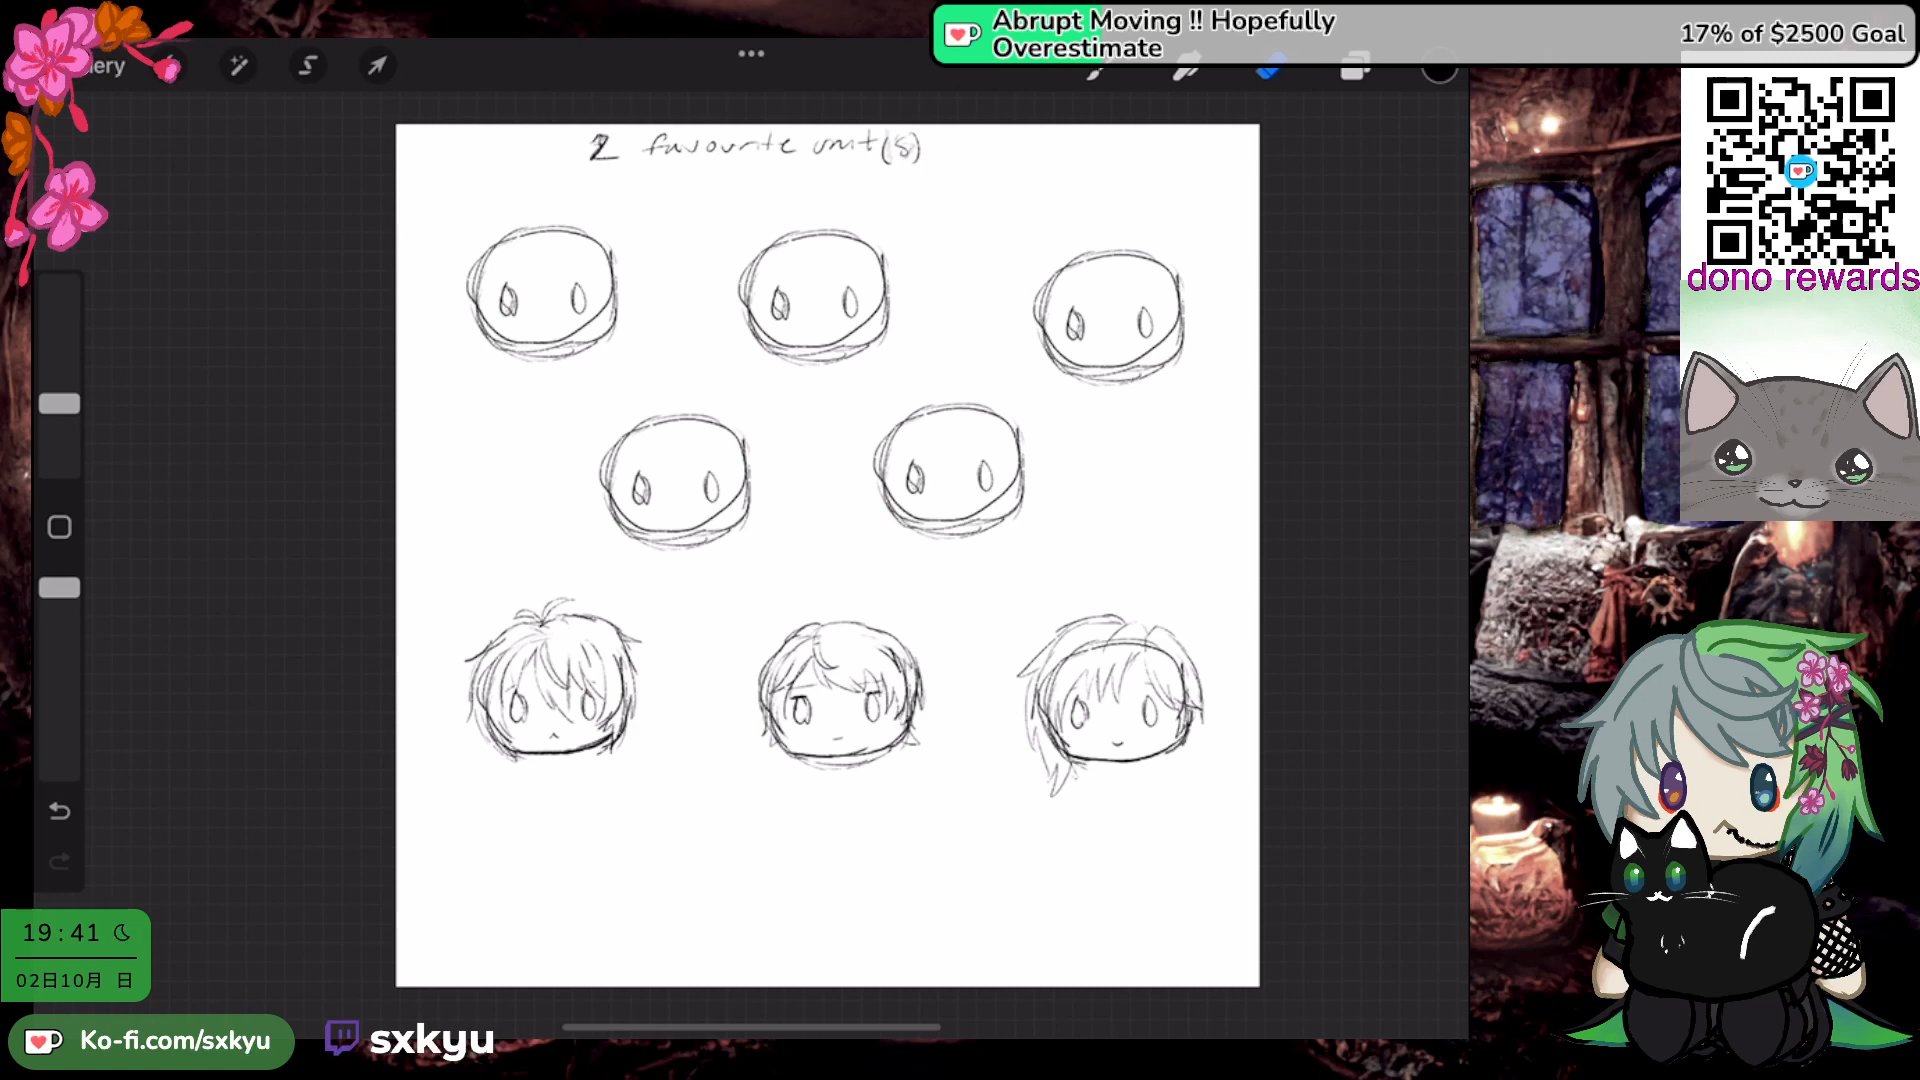 Abrupt Moving !! Hopefully
Overestimate
17% of $2500 Goal
ery
2 favourite unit(s)
dono rewards
19:41
02日10月 日
Ko-fi.com/sxkyu
sxkyu